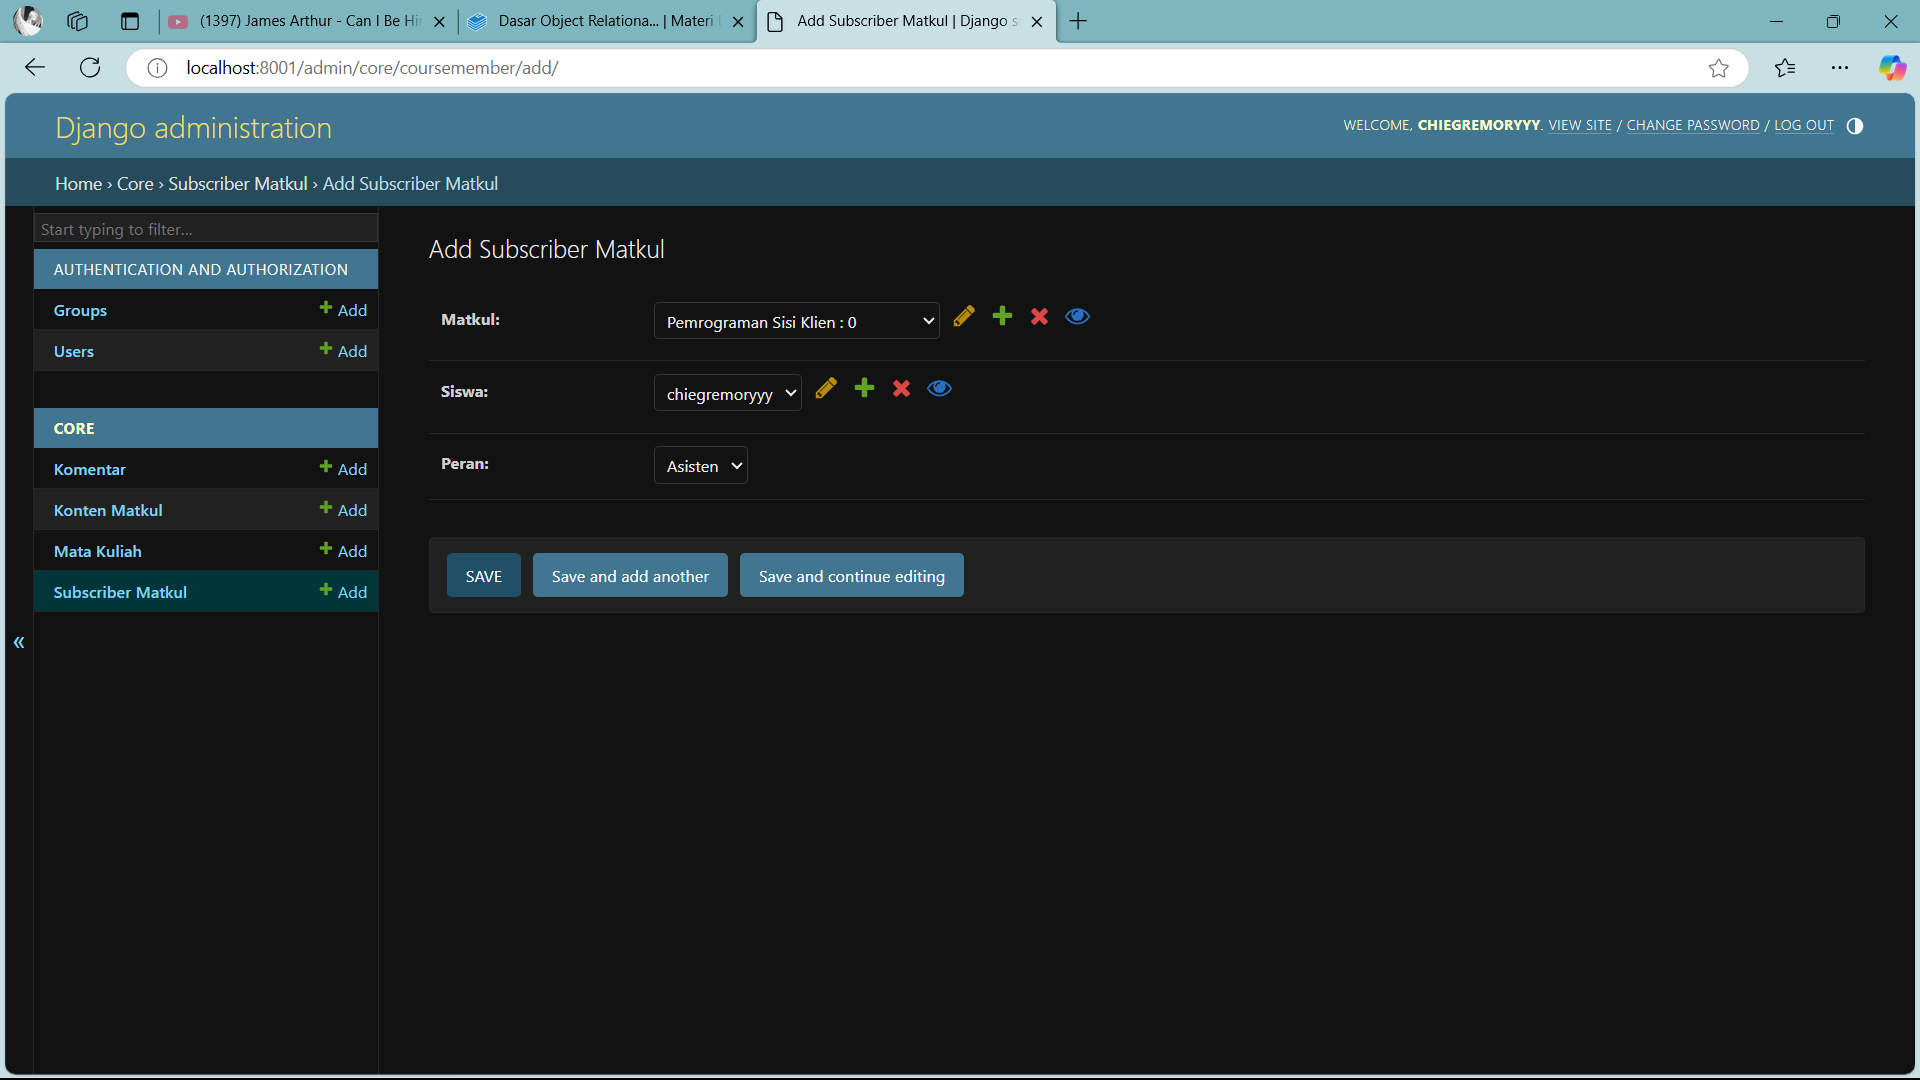 (1397) James Arthur - Can I Be Hi
Dasar Object Relationa... | Materi
Add Subscriber Matkul | Django s
localhost:8001/admin/core/coursemember/add/
Django administration
WELCOME, CHIEGREMORYYY. VIEW SITE / CHANGE PASSWORD / LOG OUT
Home › Core › Subscriber Matkul › Add Subscriber Matkul
Start typing to filter...
AUTHENTICATION AND AUTHORIZATION
Groups Add
Users Add
CORE
Komentar Add
Konten Matkul Add
Mata Kuliah Add
Subscriber Matkul Add
«
Add Subscriber Matkul
Matkul: Pemrograman Sisi Klien : 0
Siswa: chiegremoryyy
Peran: Asisten
SAVE Save and add another Save and continue editing